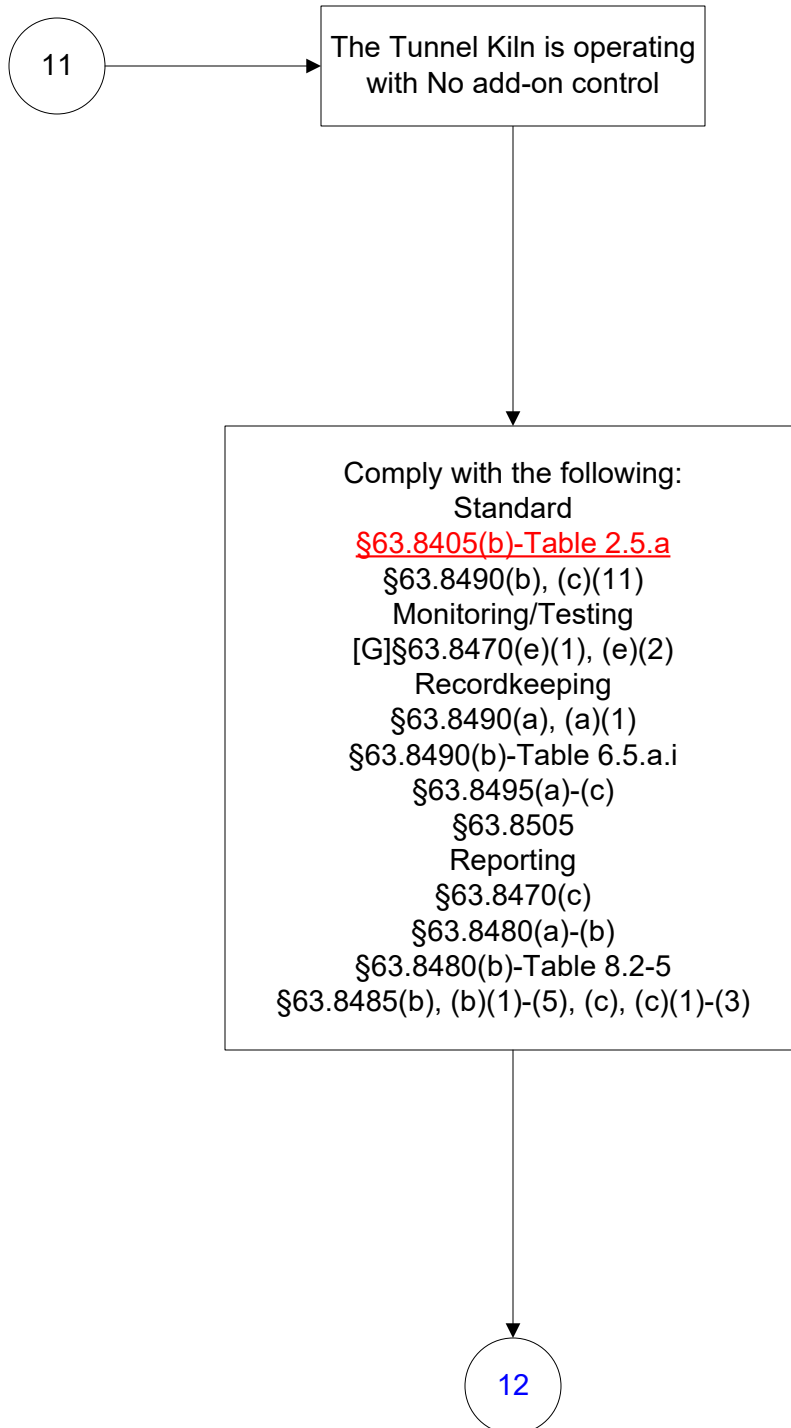 11
The Tunnel Kiln is operating
with No add-on control
Comply with the following:
Standard
§63.8405(b)-Table 2.5.a
§63.8490(b), (c)(11)
Monitoring/Testing
[G]§63.8470(e)(1), (e)(2)
Recordkeeping
§63.8490(a), (a)(1)
§63.8490(b)-Table 6.5.a.i
§63.8495(a)-(c)
§63.8505
Reporting
§63.8470(c)
§63.8480(a)-(b)
§63.8480(b)-Table 8.2-5
§63.8485(b), (b)(1)-(5), (c), (c)(1)-(3)
12